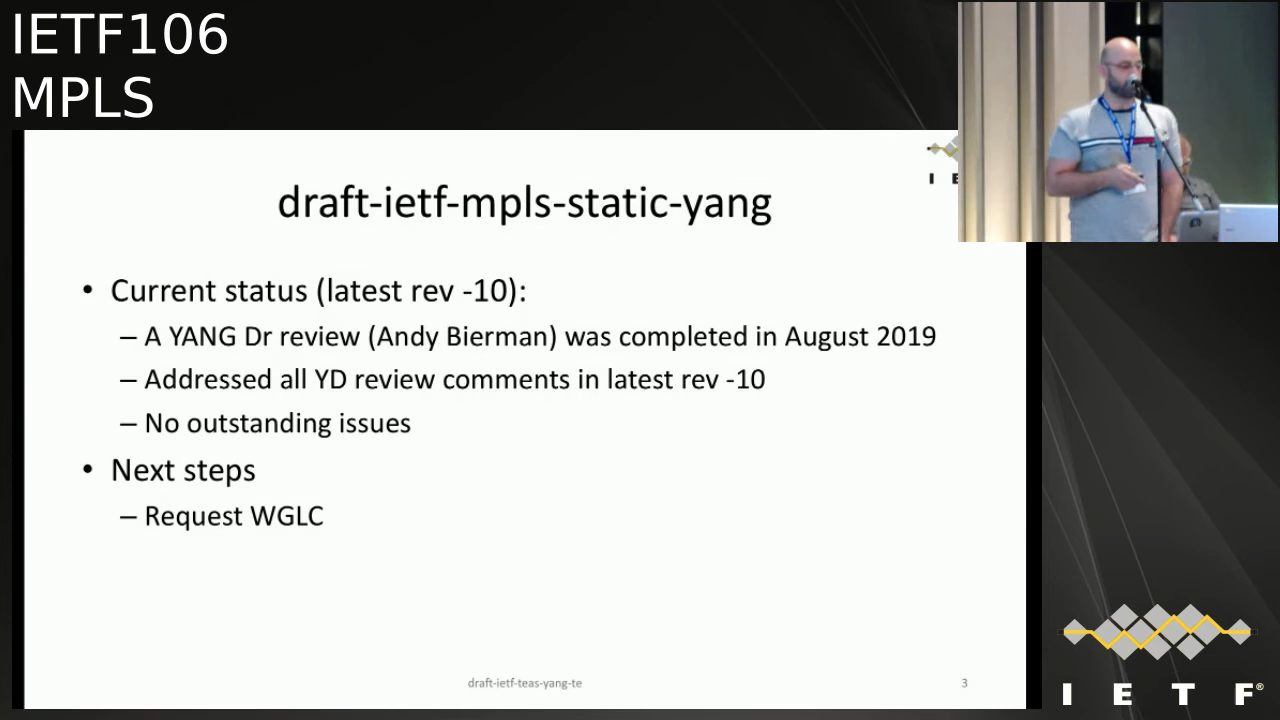 IETF106
MPLS
I E
draft-ietf-mpls-static-yang
• Current status (latest rev -10):
– A YANG Dr review (Andy Bierman) was completed in August 2019
– Addressed all YD review comments in latest rev -10
– No outstanding issues
• Next steps
– Request WGLC
draft-ietf-teas-yang-te
3
I E T F®